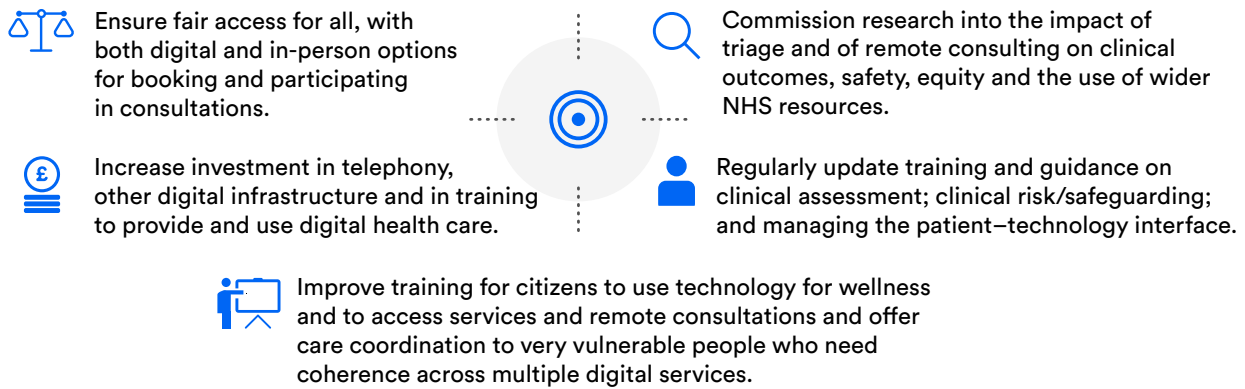 Ensure fair access for all, with
both digital and in-person options
for booking and participating
in consultations.
Commission research into the impact of
triage and of remote consulting on clinical
outcomes, safety, equity and the use of wider
NHS resources.
£
Increase investment in telephony,
other digital infrastructure and in training
to provide and use digital health care.
Regularly update training and guidance on
clinical assessment; clinical risk/safeguarding;
and managing the patient–technology interface.
Improve training for citizens to use technology for wellness
and to access services and remote consultations and offer
care coordination to very vulnerable people who need
coherence across multiple digital services.